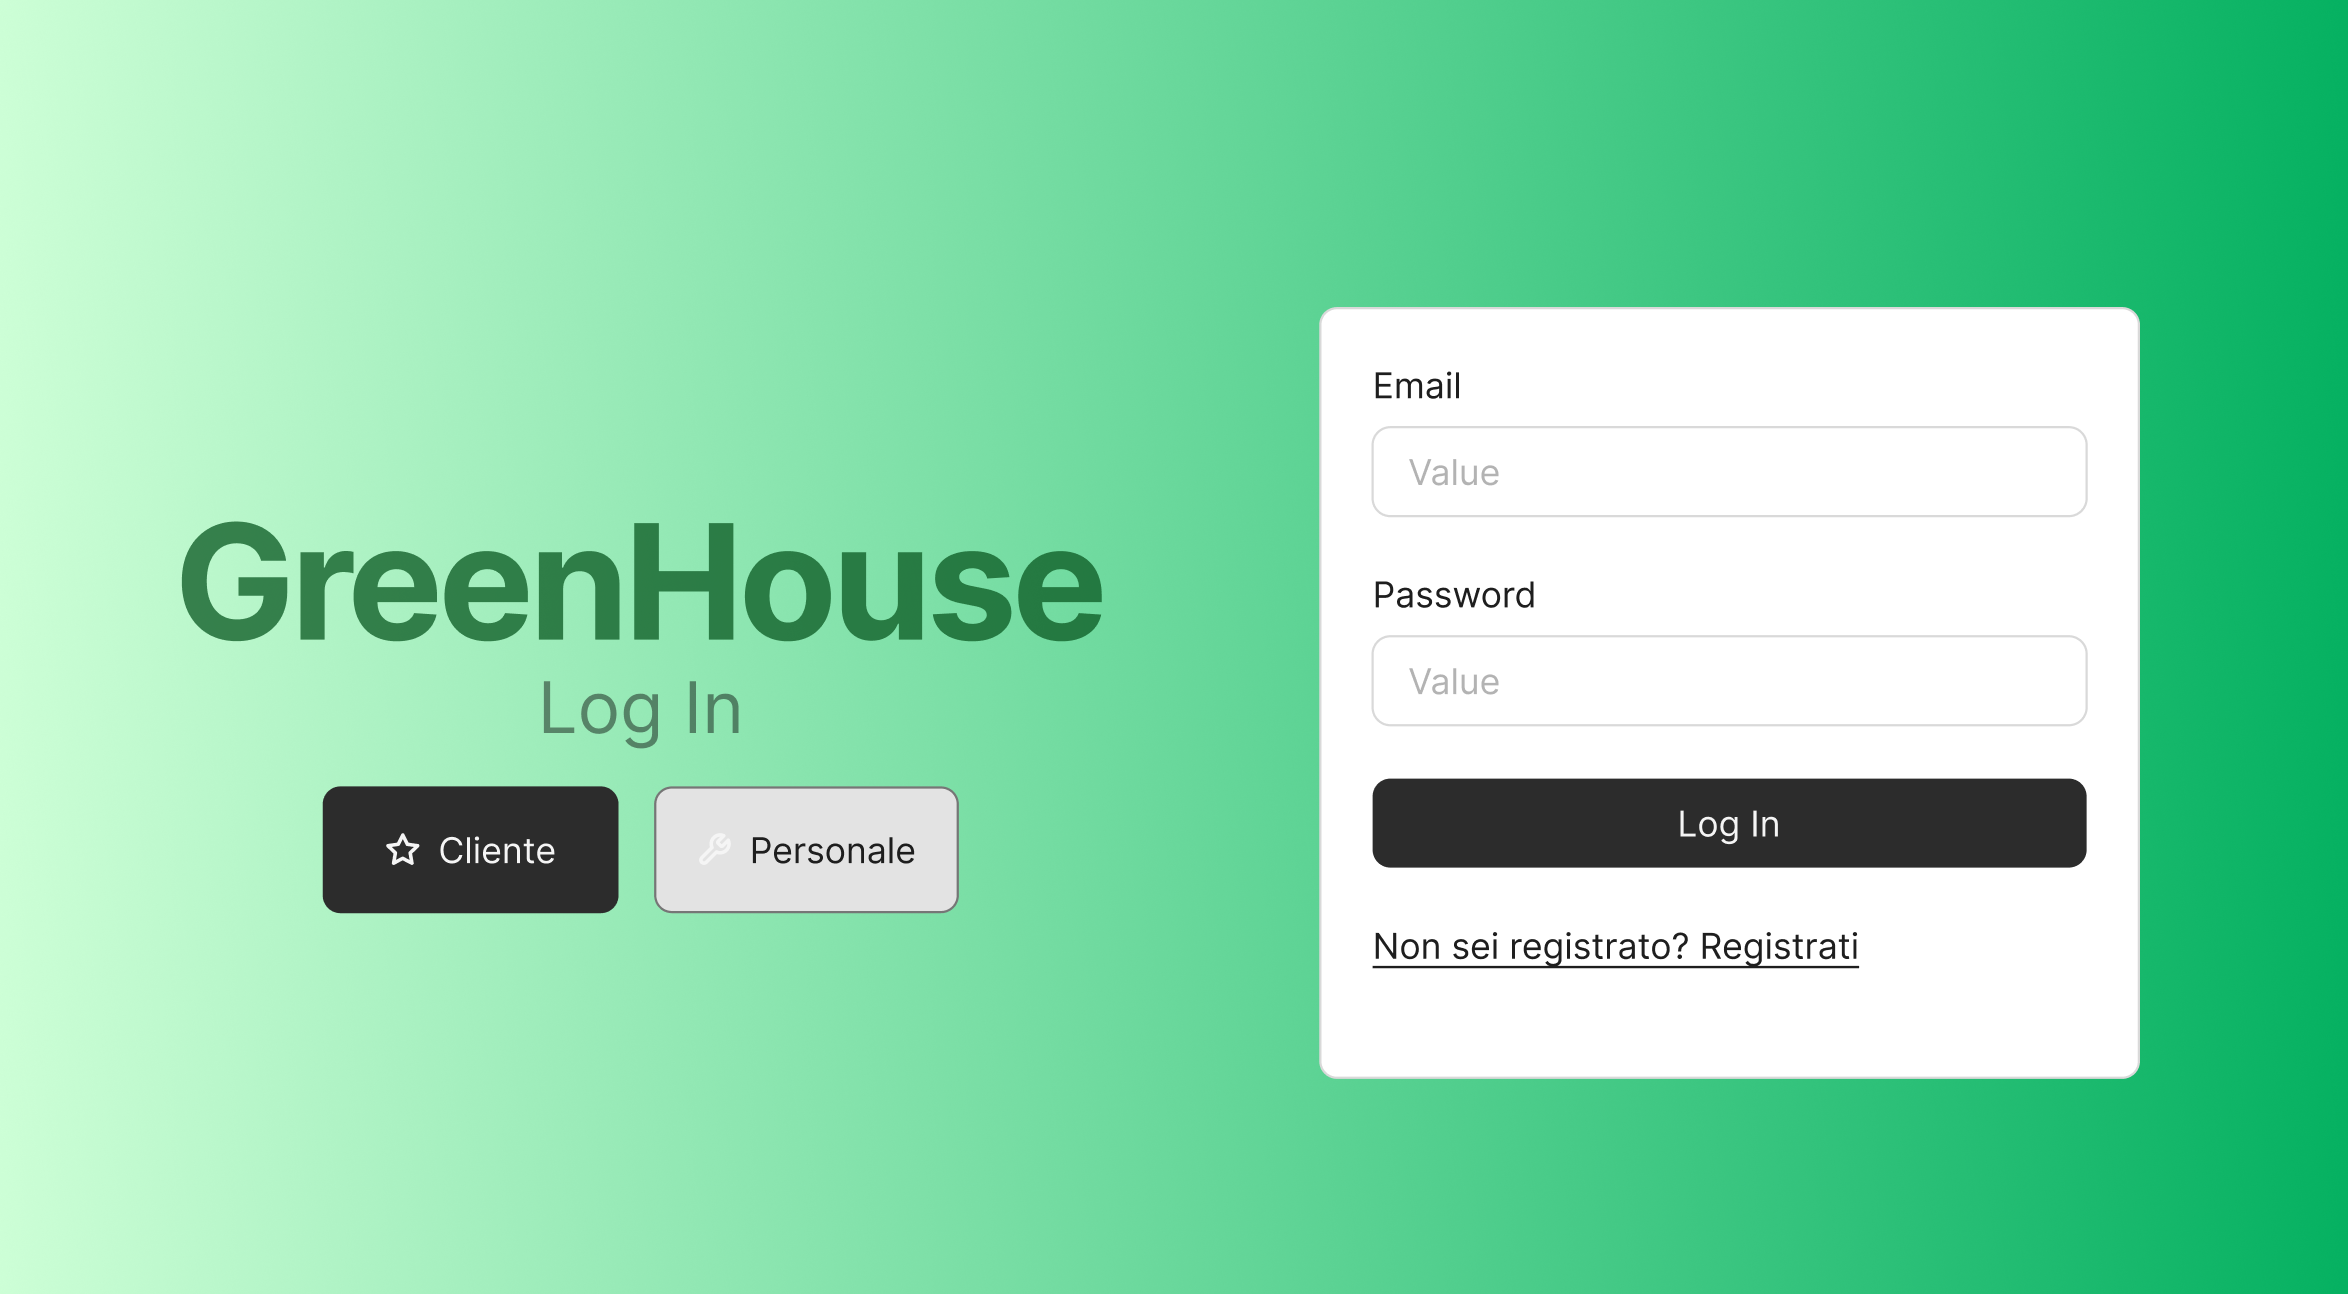 GreenHouse
Log In
Cliente
Personale
Email
Value
Password
Value
Log In
Non sei registrato? Registrati